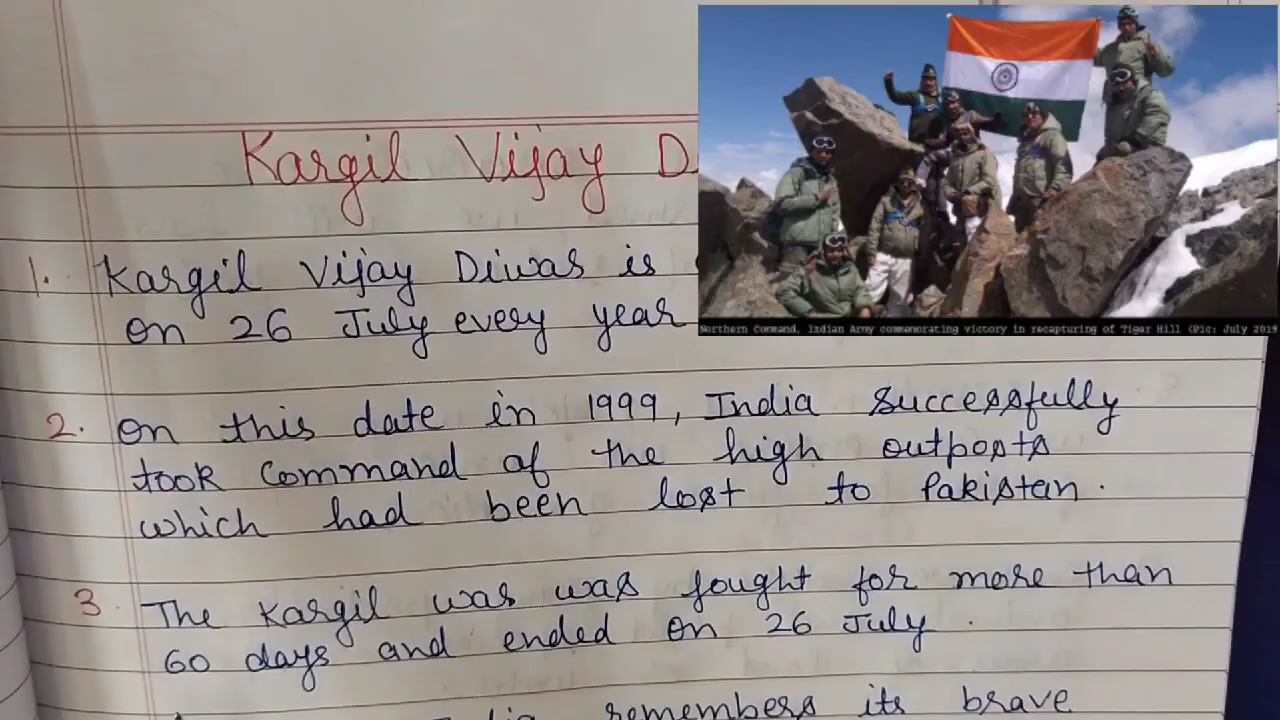 Kargil Vijay D
1. Kargil Vijay Diwas is
on 26 July every year
Northern Command, Indian Army commemorating victory in recapturing of Tiger Hill (Pic: July 2019
2. On this date in 1999, India successfully
took command of the high outposts
which had been lost to Pakistan.
3. The Kargil war was fought for more than
60 days and ended on 26 July.
remembers its brave